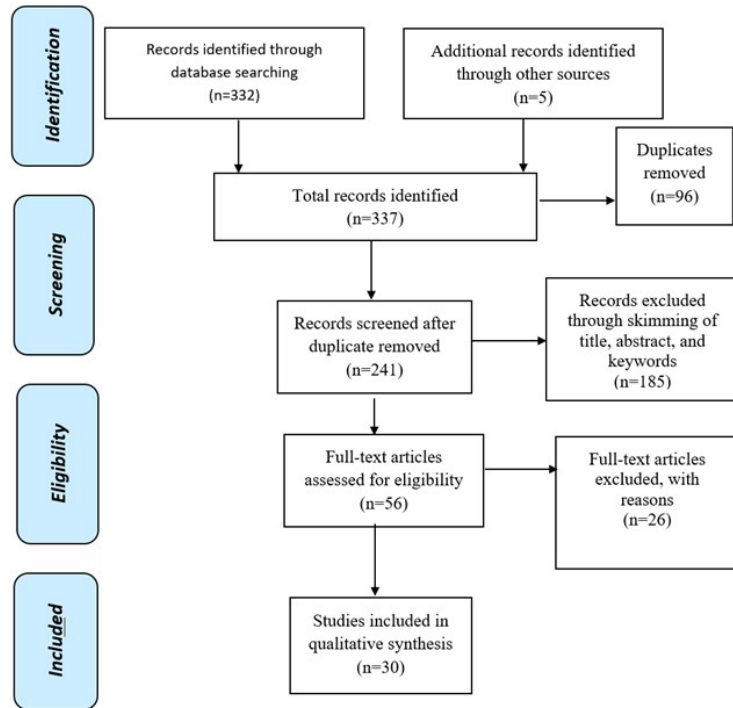 Identification
Records identified through
database searching
(n=332)
Additional records identified
through other sources
(n=5)
Duplicates
removed
(n=96)
Total records identified
(n=337)
Screening
Records screened after
duplicate removed
(n=241)
Records excluded
through skimming of
title, abstract, and
keywords
(n=185)
Eligibility
Full-text articles
assessed for eligibility
(n=56)
Full-text articles
excluded, with
reasons
(n=26)
Included
Studies included in
qualitative synthesis
(n=30)